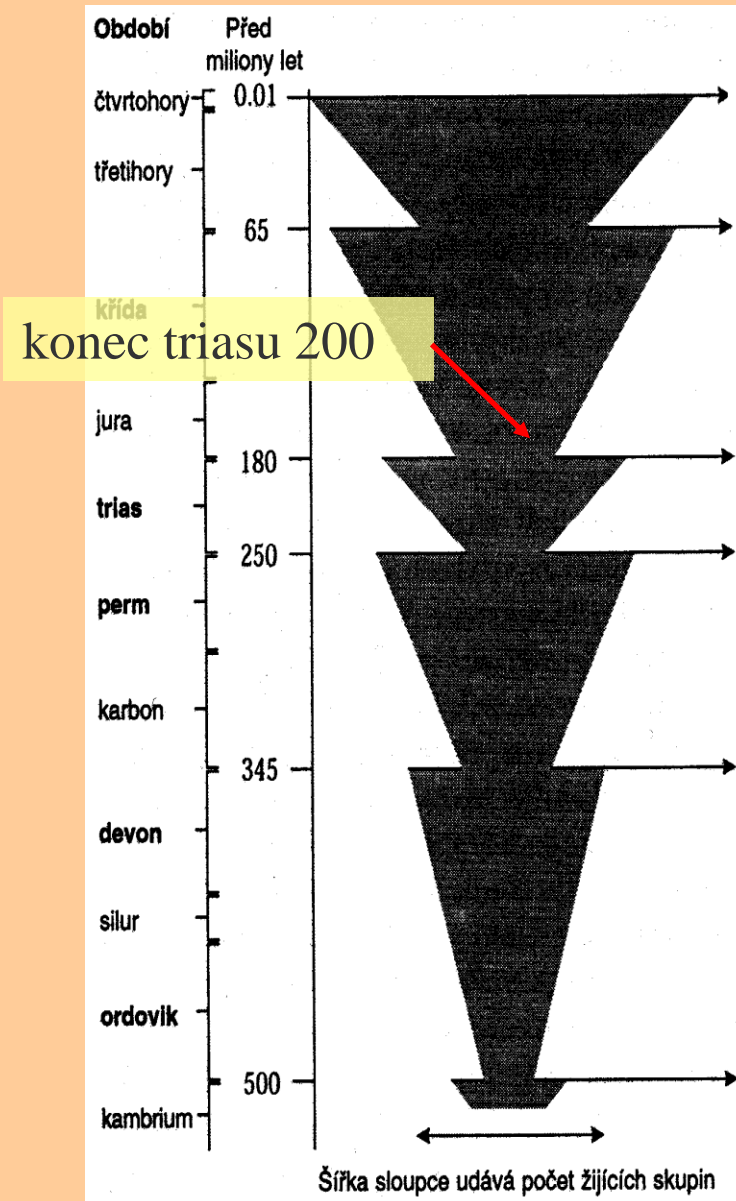 Období
Před
miliony let
čtvrtohory
0.01
třetihory
65
křída
konec triasu 200
jura
180
trias
250
perm
karbon
345
devon
silur
ordovik
500
kambrium
Šířka sloupce udává počet žijících skupin